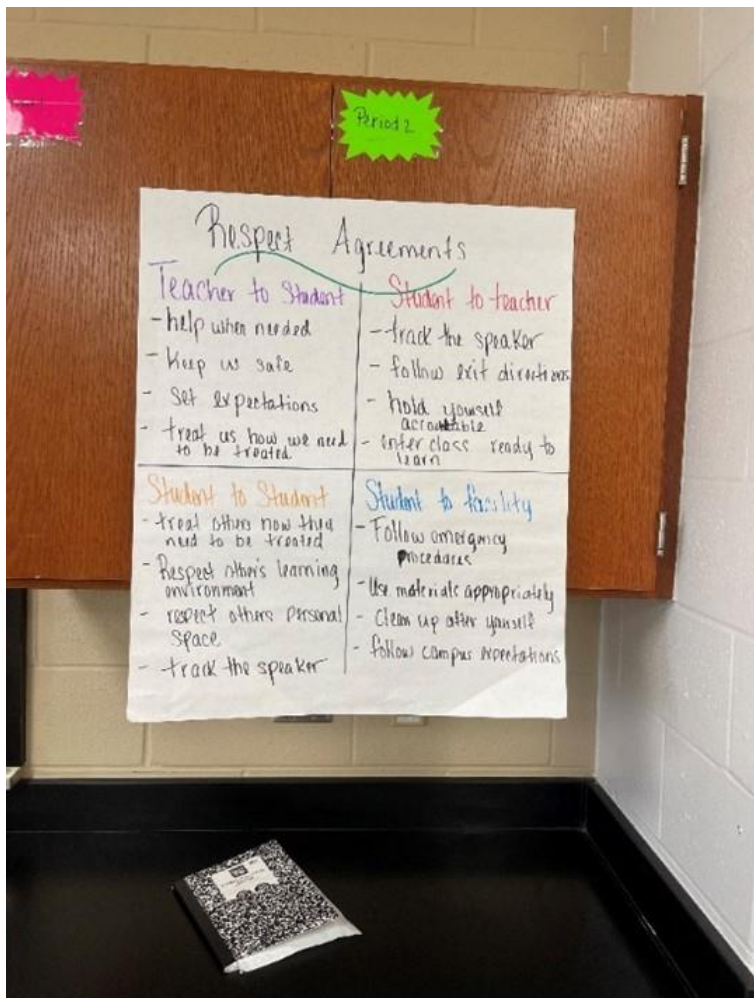 Period 2
Respect Agreements
Teacher to Student
- help when needed
- Keep us safe
- Set expectations
- treat us how we need
to be treated
Student to teacher
- track the speaker
- follow exit directions
- hold yourself
accountable
- enter class ready to
learn
Student to Student
- treat others how they
need to be treated
- Respect other's learning
environment
- respect others personal
space
- track the speaker
Student to facility
- Follow emergency
procedures
- Use materials appropriately
- Clean up after yourself
- follow campus expectations